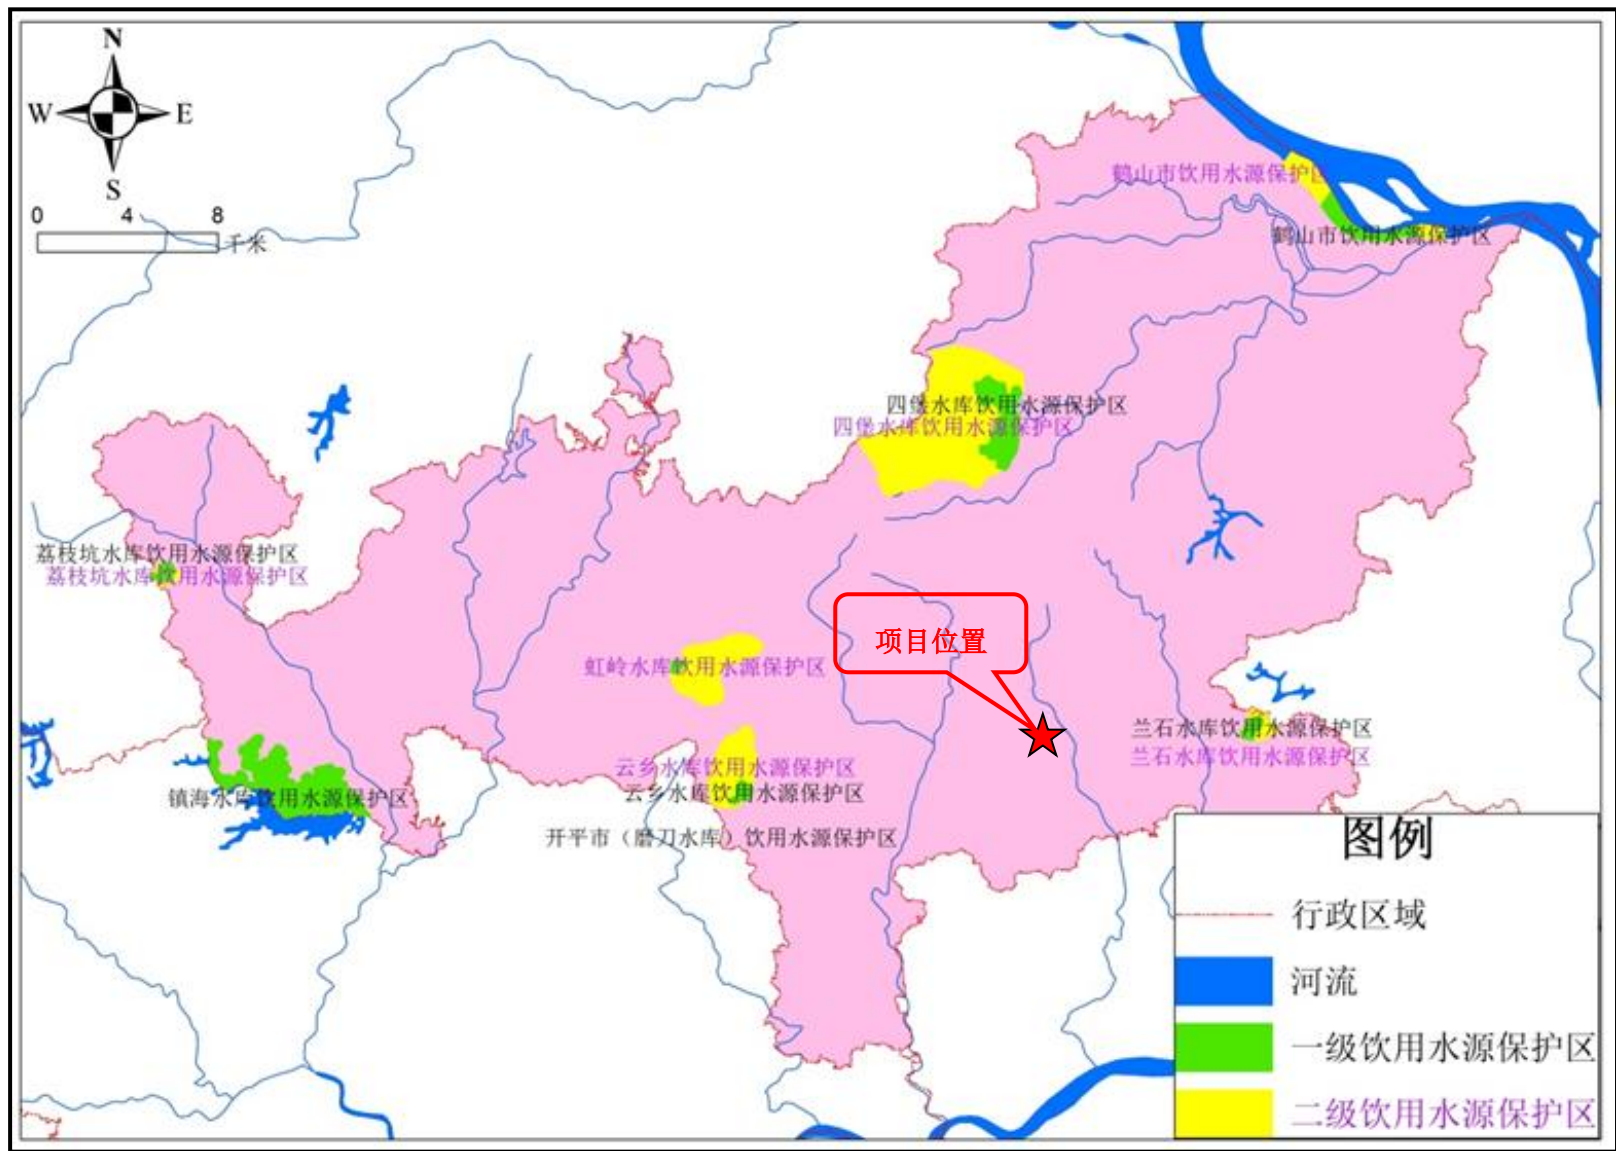 N
W
E
S
0 4 8
千米
鹤山市饮用水源保护区
鹤山市饮用水源保护区
四堡水库饮用水源保护区
四堡水库饮用水源保护区
荔枝坑水库饮用水源保护区
荔枝坑水库饮用水源保护区
项目位置
虹岭水库饮用水源保护区
兰石水库饮用水源保护区
兰石水库饮用水源保护区
云乡水库饮用水源保护区
云乡水库饮用水源保护区
镇海水库饮用水源保护区
开平市（磨刀水库）饮用水源保护区
图例
行政区域
河流
一级饮用水源保护区
二级饮用水源保护区